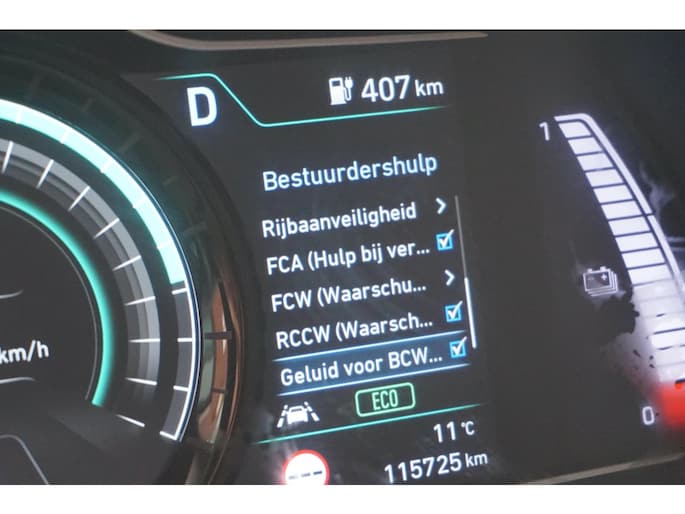 D
407 km
1
Bestuurdershulp
Rijbaanveiligheid
FCA (Hulp bij ver...
FCW (Waarschu...
RCCW (Waarsch...
Geluid voor BCW...
km/h
ECO
0
11 °C
115725 km